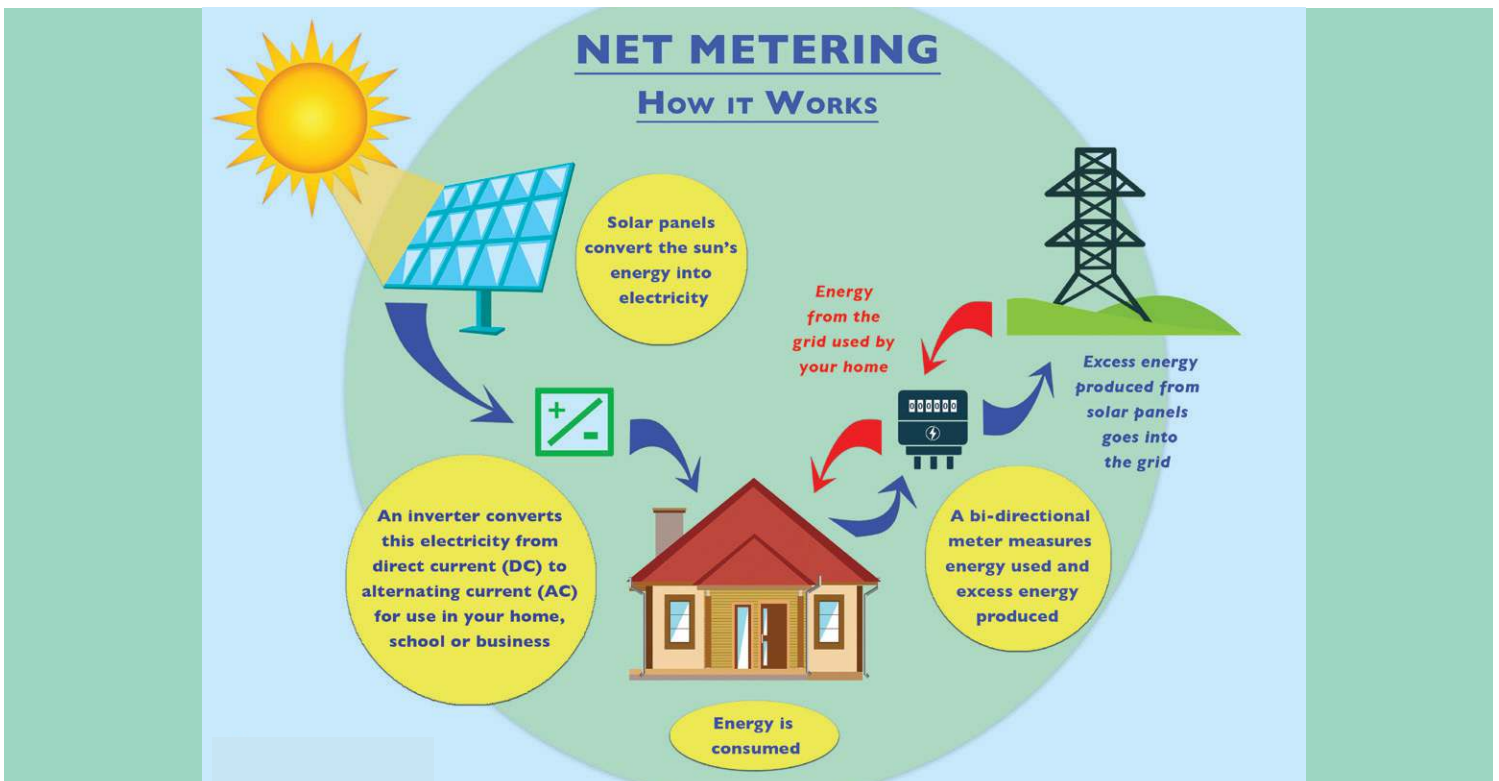 NET METERING
HOW IT WORKS
Solar panels
convert the sun's
energy into
electricity
Energy
from the
grid used by
your home
Excess energy
produced from
solar panels
goes into
the grid
+
-
000000
An inverter converts
this electricity from
direct current (DC) to
alternating current (AC)
for use in your home,
school or business
A bi-directional
meter measures
energy used and
excess energy
produced
Energy is
consumed